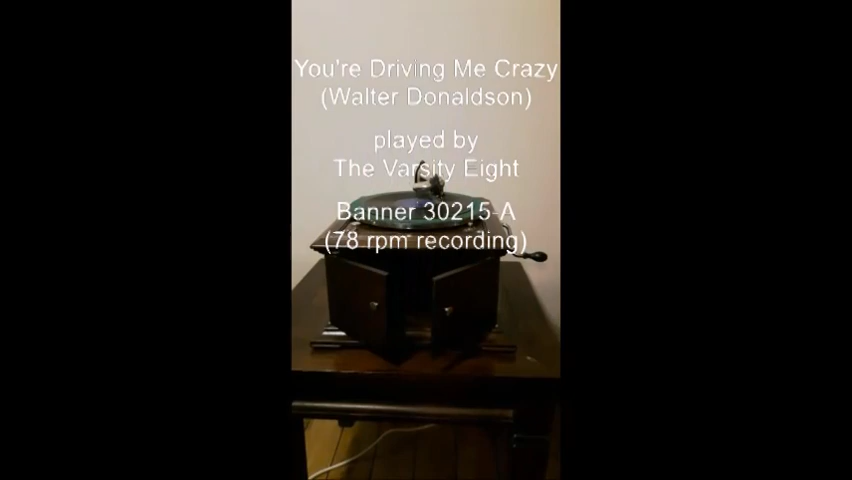 You're Driving Me Crazy
(Walter Donaldson)
played by
The Varsity Eight
Banner 30215-A
(78 rpm recording)